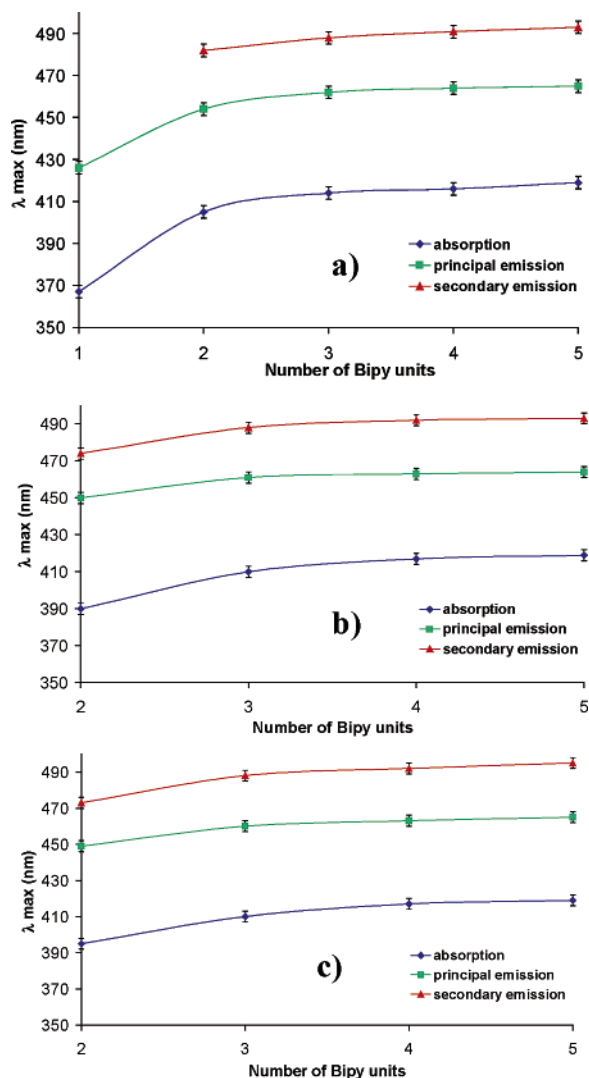 490
470
450
430
410
390
370
350
λ max (nm)
absorption
principal emission
secondary emission
a)
1 2 3 4 5
Number of Bipy units
490
470
450
430
410
390
370
350
λ max (nm)
absorption
principal emission
secondary emission
b)
2 3 4 5
Number of Bipy units
490
470
450
430
410
390
370
350
λ max (nm)
absorption
principal emission
secondary emission
c)
2 3 4 5
Number of Bipy units